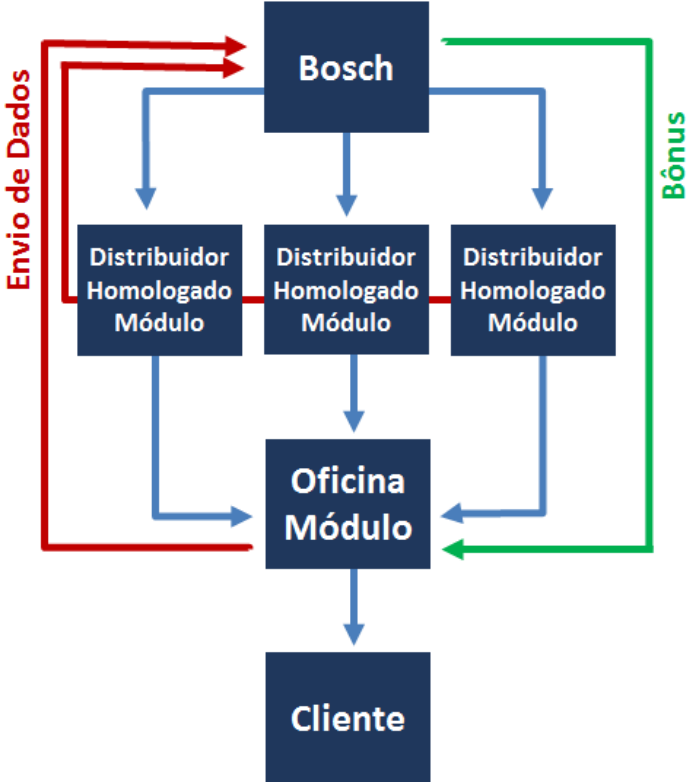 Bosch
Envio de Dados
Bônus
Distribuidor
Homologado
Módulo
Distribuidor
Homologado
Módulo
Distribuidor
Homologado
Módulo
Oficina
Módulo
Cliente